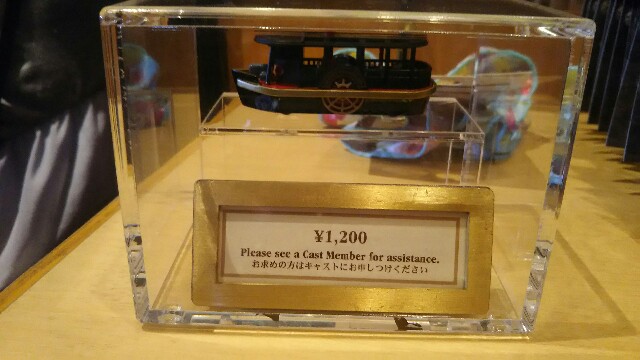 ¥1,200
Please see a Cast Member for assistance.
お求めの方はキャストにお申しつけください